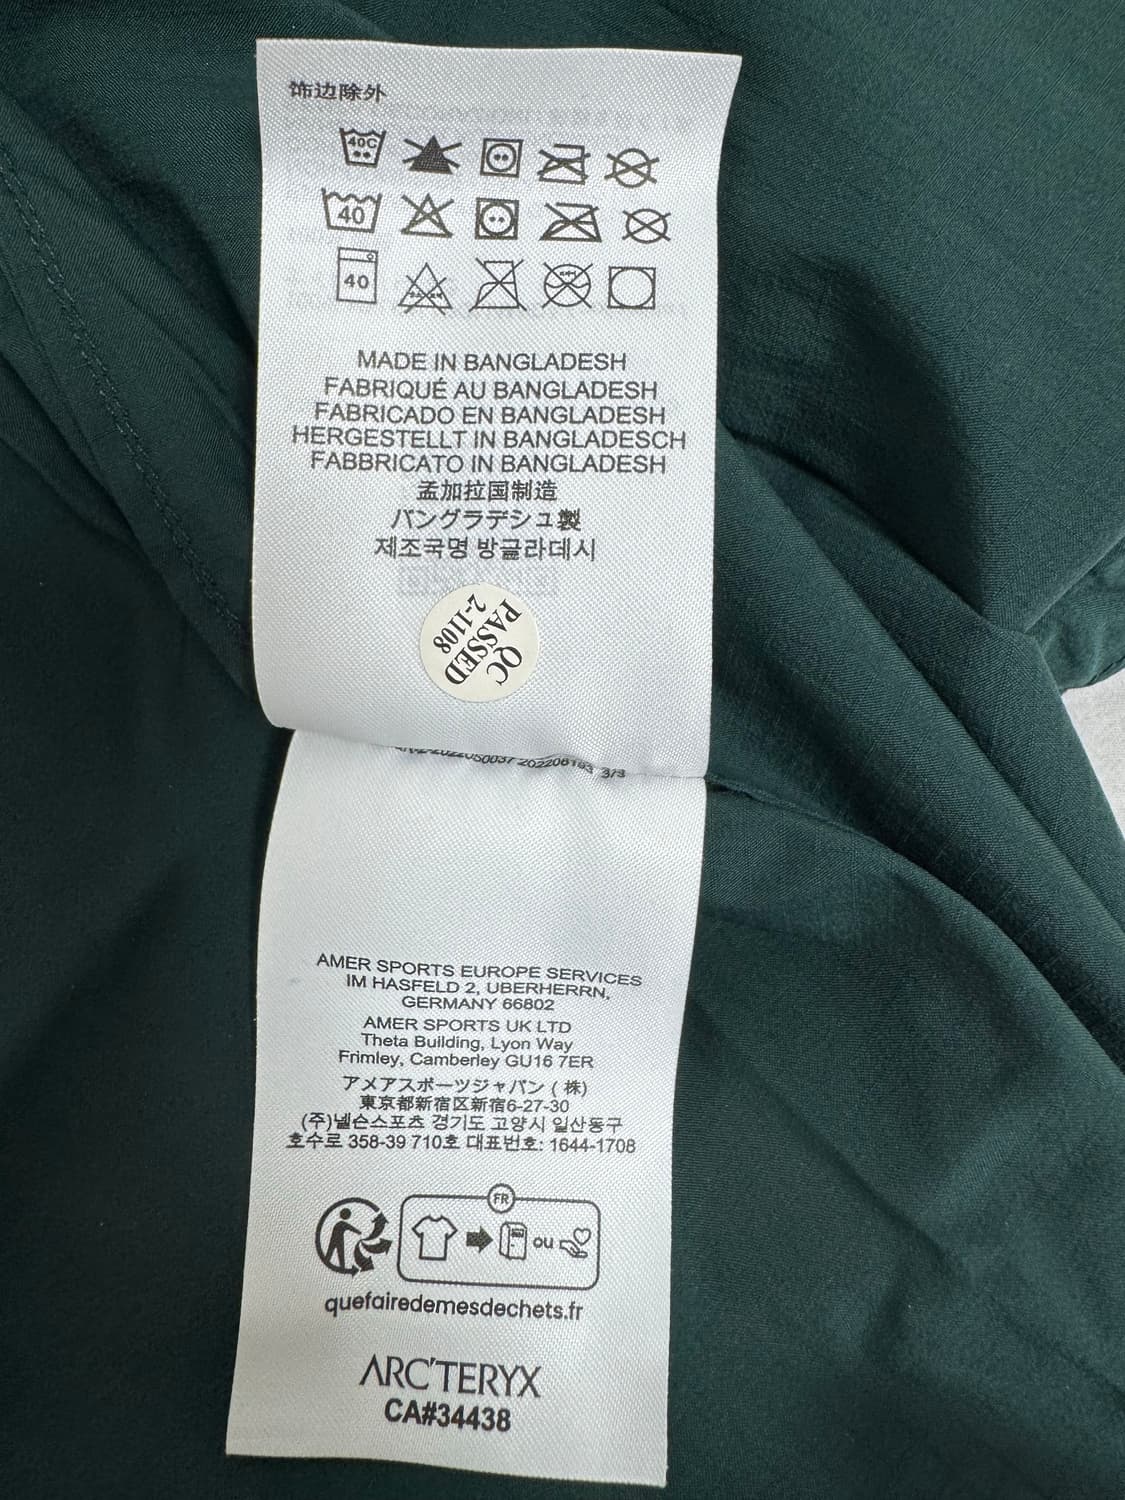 饰边除外
40C
40
40
MADE IN BANGLADESH
FABRIQUÉ AU BANGLADESH
FABRICADO EN BANGLADESH
HERGESTELLT IN BANGLADESCH
FABBRICATO IN BANGLADESH
孟加拉国制造
バングラデシュ製
제조국명 방글라데시
QC
PASSED
2-1108
3/3
AMER SPORTS EUROPE SERVICES
IM HASFELD 2, UBERHERRN,
GERMANY 66802
AMER SPORTS UK LTD
Theta Building, Lyon Way
Frimley, Camberley GU16 7ER
アメアスポーツジャパン (株)
東京都新宿区新宿6-27-30
(주)넬슨스포츠 경기도 고양시 일산동구
호수로 358-39 710호 대표번호: 1644-1708
FR
ou
quefairedemesdechets.fr
ARC'TERYX
CA#34438